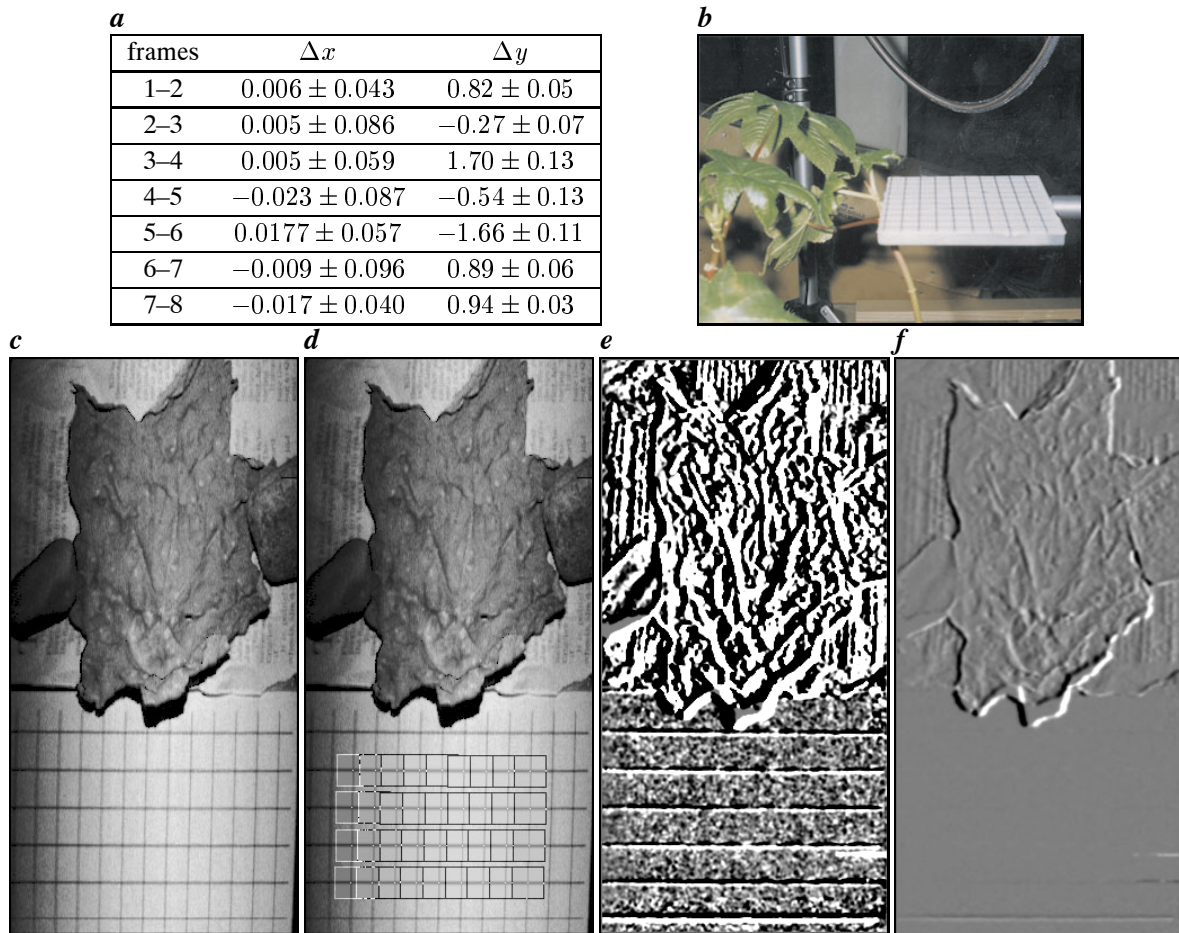 a
frames Δx Δy
1–2 0.006 ± 0.043 0.82 ± 0.05
2–3 0.005 ± 0.086 −0.27 ± 0.07
3–4 0.005 ± 0.059 1.70 ± 0.13
4–5 −0.023 ± 0.087 −0.54 ± 0.13
5–6 0.0177 ± 0.057 −1.66 ± 0.11
6–7 −0.009 ± 0.096 0.89 ± 0.06
7–8 −0.017 ± 0.040 0.94 ± 0.03
b
c
d
e
f